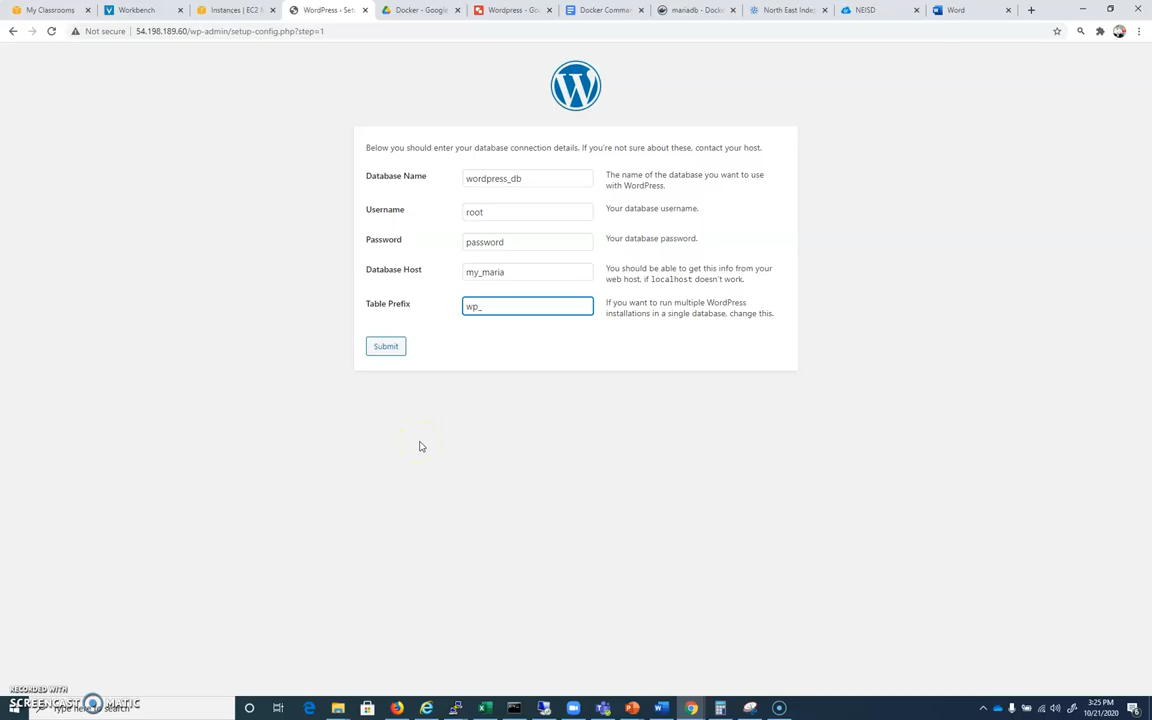 My Classrooms
Workbench
Instances | EC2 M
WordPress › Set
Docker - Google
Wordpress - Go
Docker Comman
mariadb - Docke
North East Indep
NEISD
Word
Not secure
54.198.189.60/wp-admin/setup-config.php?step=1
Below you should enter your database connection details. If you're not sure about these, contact your host.
Database Name
wordpress_db
The name of the database you want to use
with WordPress.
Username
root
Your database username.
Password
password
Your database password.
Database Host
my_maria
You should be able to get this info from your
web host, if localhost doesn't work.
Table Prefix
wp_
If you want to run multiple WordPress
installations in a single database, change this.
Submit
RECORDED WITH
SCREENCAST MATIC
Type here to search
3:25 PM
10/21/2020